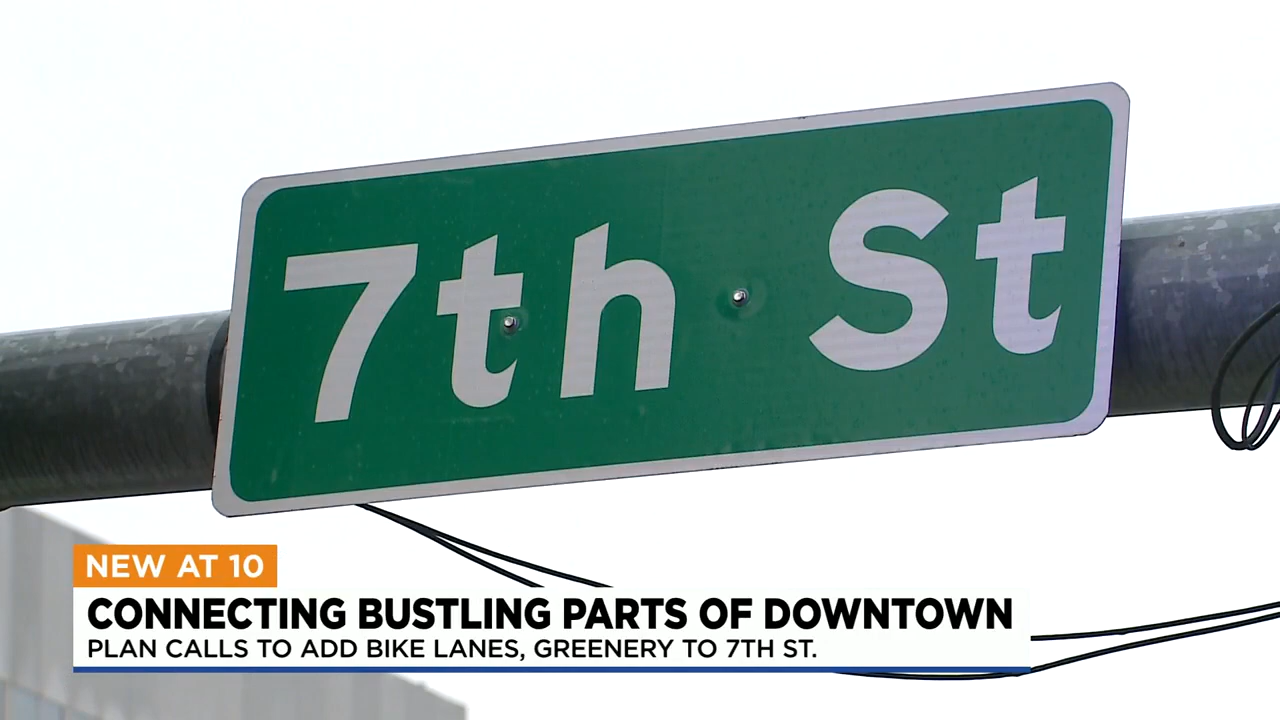 7th St
NEW AT 10
CONNECTING BUSTLING PARTS OF DOWNTOWN
PLAN CALLS TO ADD BIKE LANES, GREENERY TO 7TH ST.